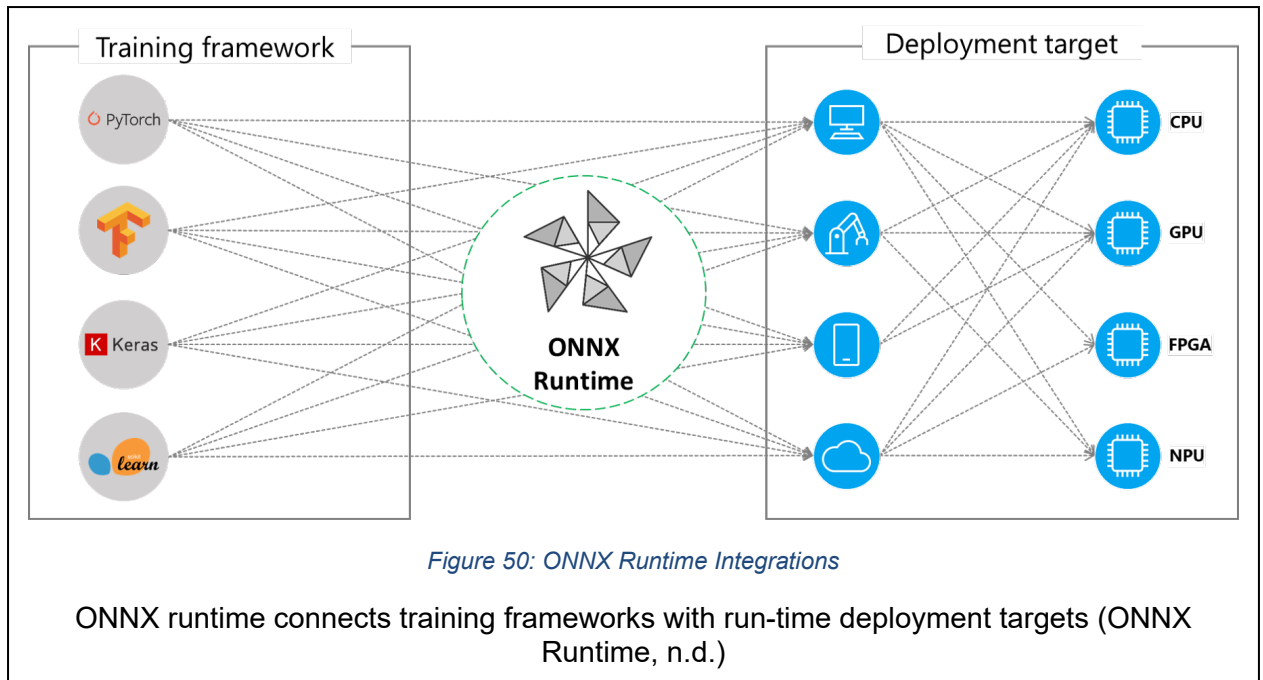 Training framework
Deployment target
PyTorch
CPU
GPU
K Keras
ONNX
Runtime
FPGA
scikit
learn
NPU
Figure 50: ONNX Runtime Integrations
ONNX runtime connects training frameworks with run-time deployment targets (ONNX
Runtime, n.d.)